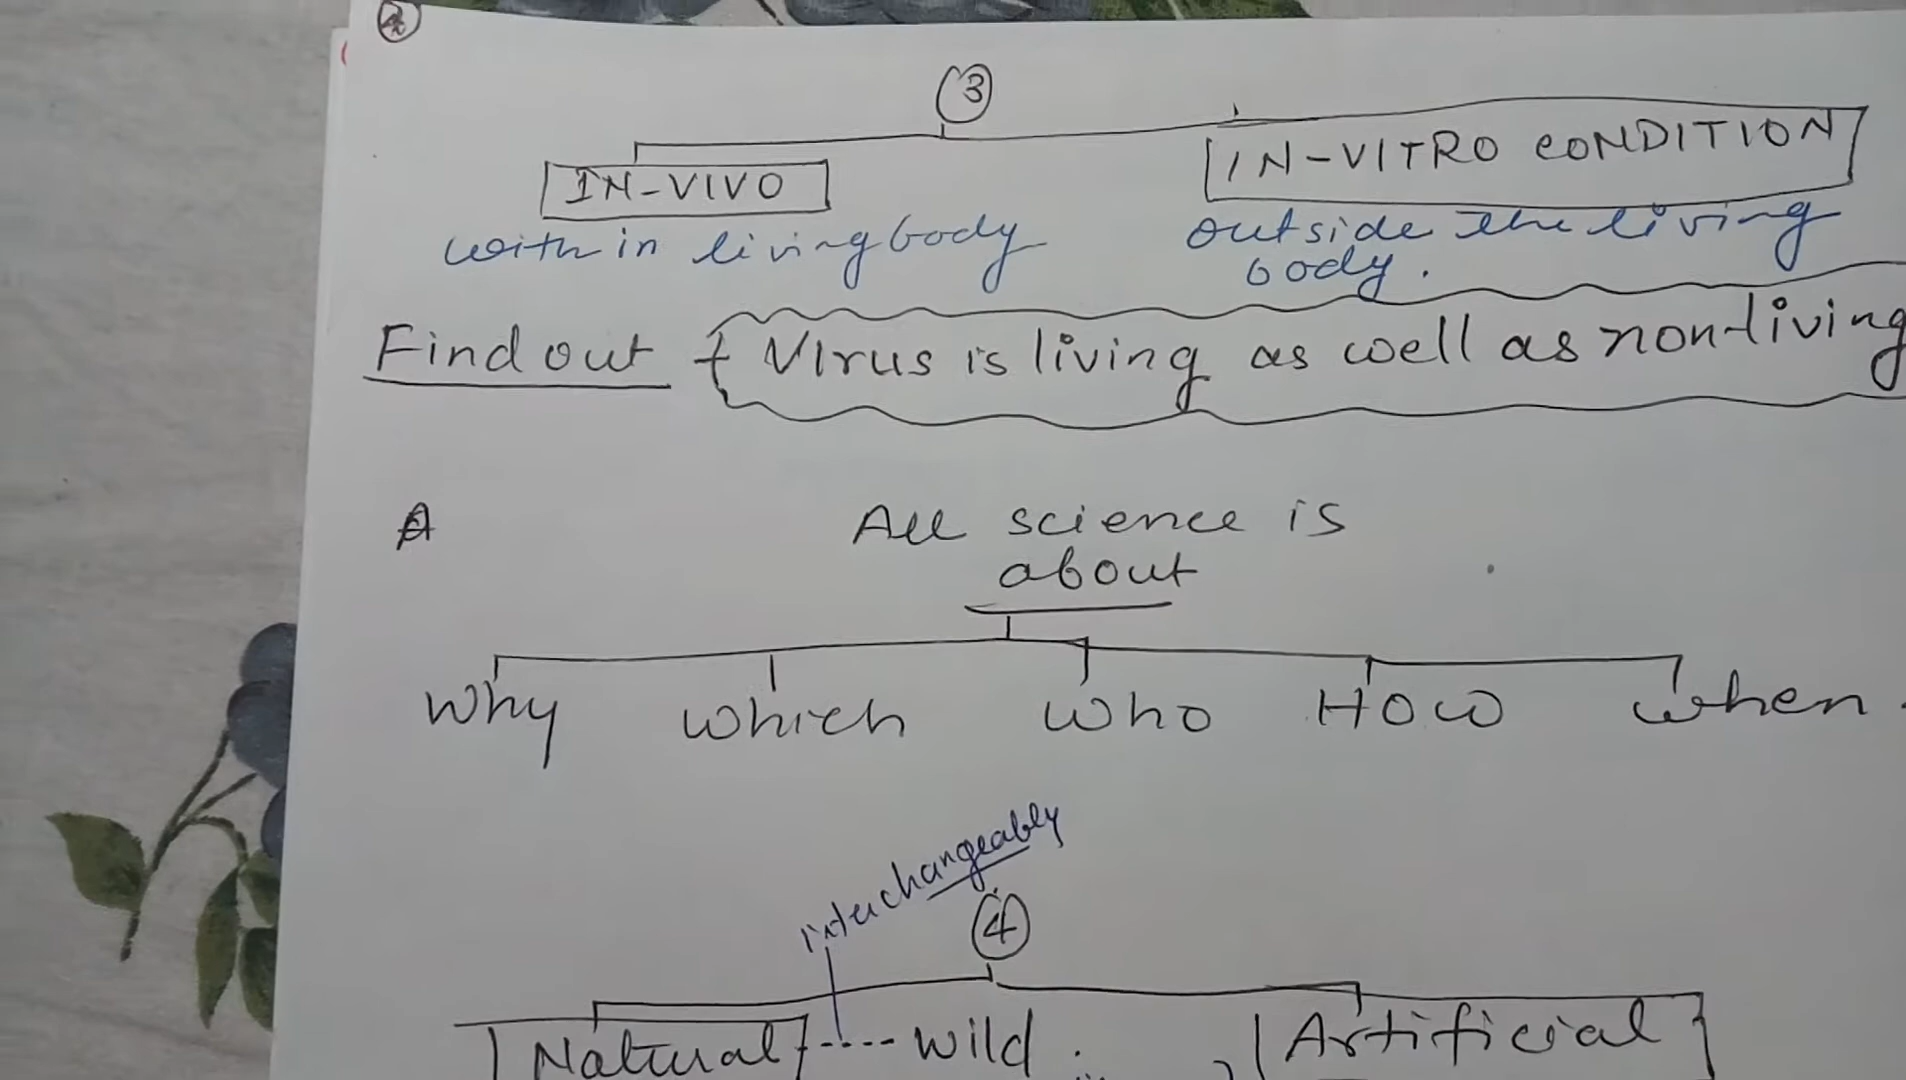 3
IN-VIVO
IN-VITRO CONDITION
with in living body
outside the living
body.
Find out
Virus is living as well as non-living
A
All science is
about
Why which who How when.
interchangeably
4
Natural ---- wild
Artificial